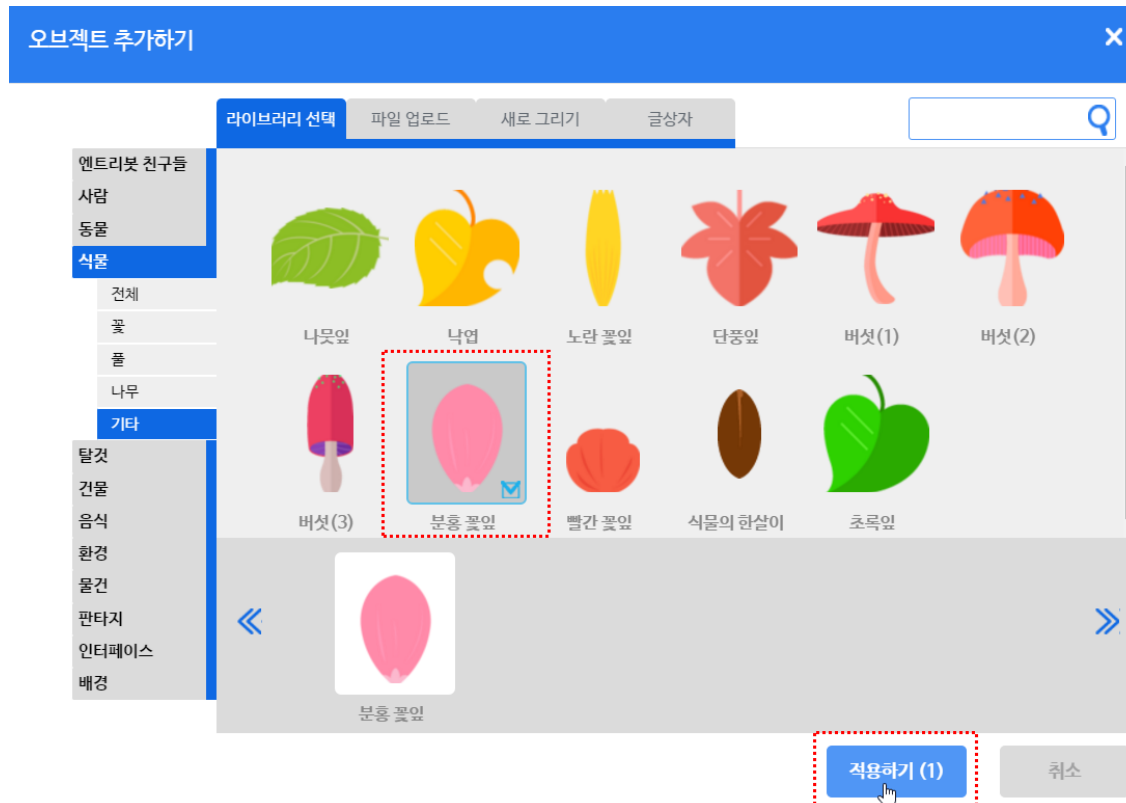 오브젝트 추가하기
라이브러리 선택 파일 업로드 새로 그리기 글상자
엔트리봇 친구들
사람
동물
식물
전체
꽃
풀
나무
기타
탈것
건물
음식
환경
물건
판타지
인터페이스
배경
나뭇잎 낙엽 노란 꽃잎 단풍잎 버섯(1) 버섯(2)
버섯(3) 분홍 꽃잎 빨간 꽃잎 식물의 한살이 초록잎
분홍 꽃잎
적용하기 (1) 취소